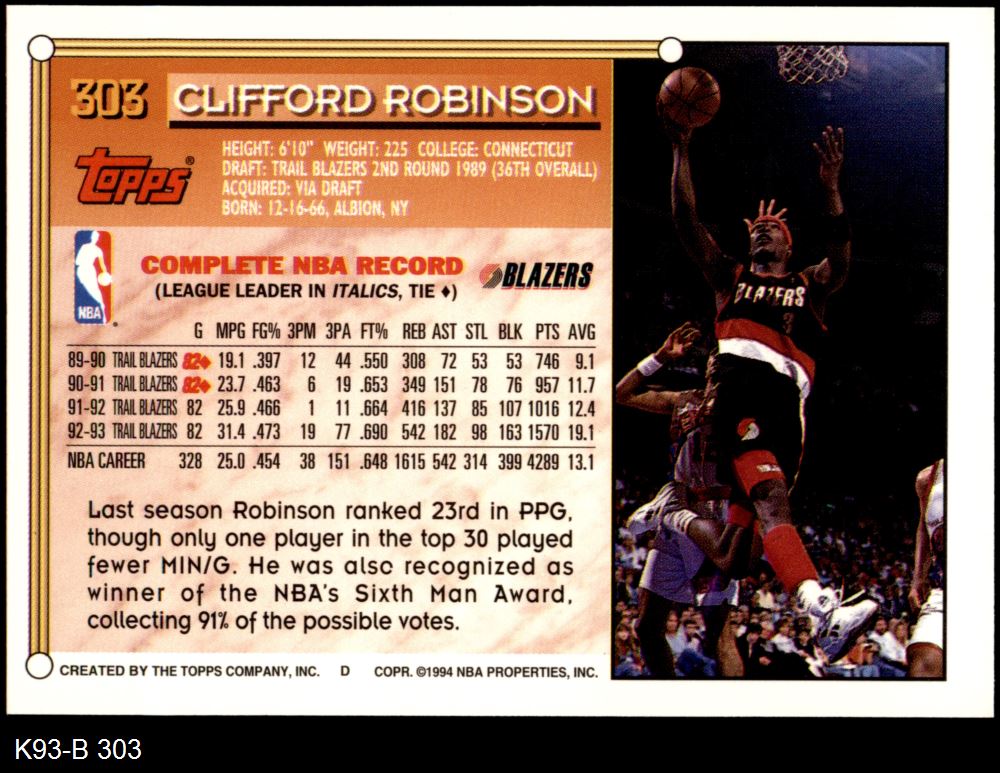 303 CLIFFORD ROBINSON
HEIGHT: 6'10" WEIGHT: 225 COLLEGE: CONNECTICUT
DRAFT: TRAIL BLAZERS 2ND ROUND 1989 (36TH OVERALL)
ACQUIRED: VIA DRAFT
BORN: 12-16-66, ALBION, NY
TOPPS®
NBA
COMPLETE NBA RECORD
(LEAGUE LEADER IN ITALICS, TIE ♦)
BLAZERS
G MPG FG% 3PM 3PA FT% REB AST STL BLK PTS AVG
89-90 TRAIL BLAZERS 82♦ 19.1 .397 12 44 .550 308 72 53 53 746 9.1
90-91 TRAIL BLAZERS 82♦ 23.7 .463 6 19 .653 349 151 78 76 957 11.7
91-92 TRAIL BLAZERS 82 25.9 .466 1 11 .664 416 137 85 107 1016 12.4
92-93 TRAIL BLAZERS 82 31.4 .473 19 77 .690 542 182 98 163 1570 19.1
NBA CAREER 328 25.0 .454 38 151 .648 1615 542 314 399 4289 13.1
Last season Robinson ranked 23rd in PPG,
though only one player in the top 30 played
fewer MIN/G. He was also recognized as
winner of the NBA's Sixth Man Award,
collecting 91% of the possible votes.
CREATED BY THE TOPPS COMPANY, INC. D COPR. ©1994 NBA PROPERTIES, INC.
BLAZERS
3
K93-B 303